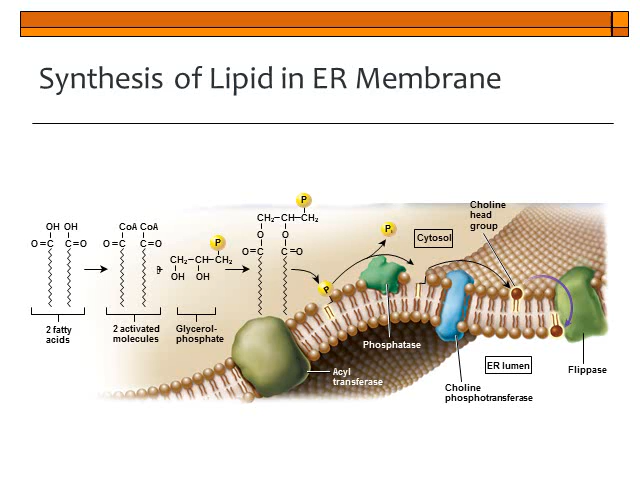 Synthesis of Lipid in ER Membrane
OH OH
O=C C=O
2 fatty
acids
CoA CoA
O=C C=O
2 activated
molecules
+
P
CH₂–CH–CH₂
OH OH
Glycerol-
phosphate
P
CH₂–CH–CH₂
O O
O=C C=O
P
Pᵢ
Cytosol
Choline
head
group
Phosphatase
Acyl
transferase
ER lumen
Choline
phosphotransferase
Flippase